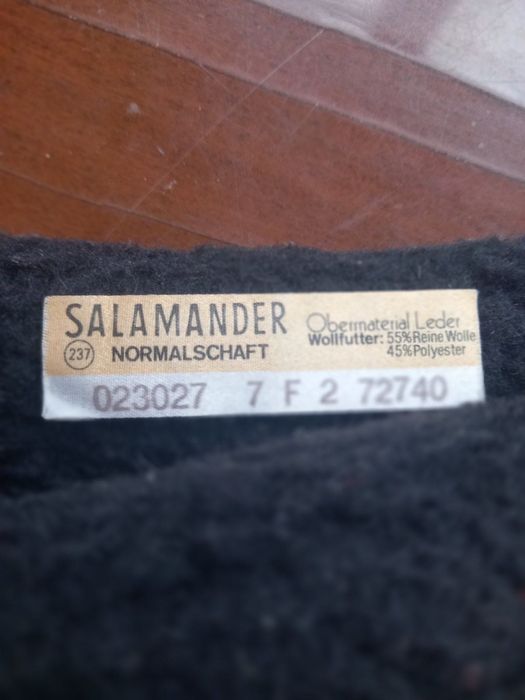 SALAMANDER
237 NORMALSCHAFT
Obermaterial Leder
Wollfutter: 55%Reine Wolle
45%Polyester
023027 7 F 2 72740